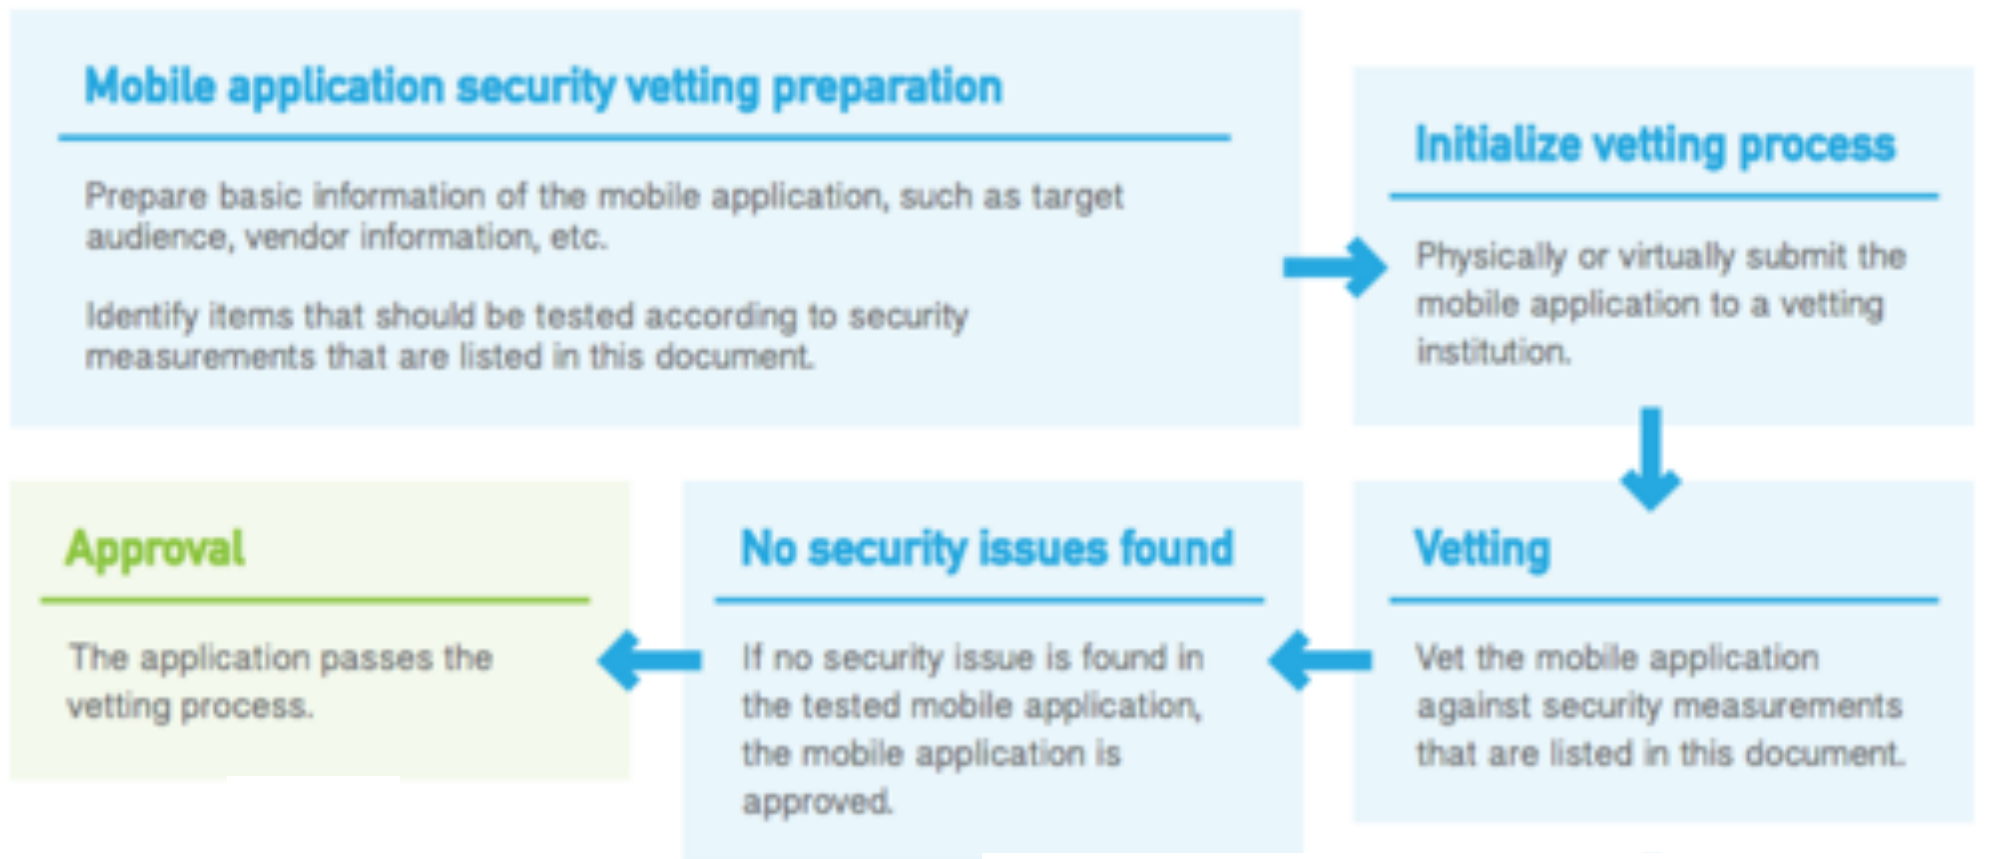 Mobile application security vetting preparation
Prepare basic information of the mobile application, such as target
audience, vendor information, etc.
Identify items that should be tested according to security
measurements that are listed in this document.
Initialize vetting process
Physically or virtually submit the
mobile application to a vetting
institution.
Vetting
Vet the mobile application
against security measurements
that are listed in this document.
No security issues found
If no security issue is found in
the tested mobile application,
the mobile application is
approved.
Approval
The application passes the
vetting process.